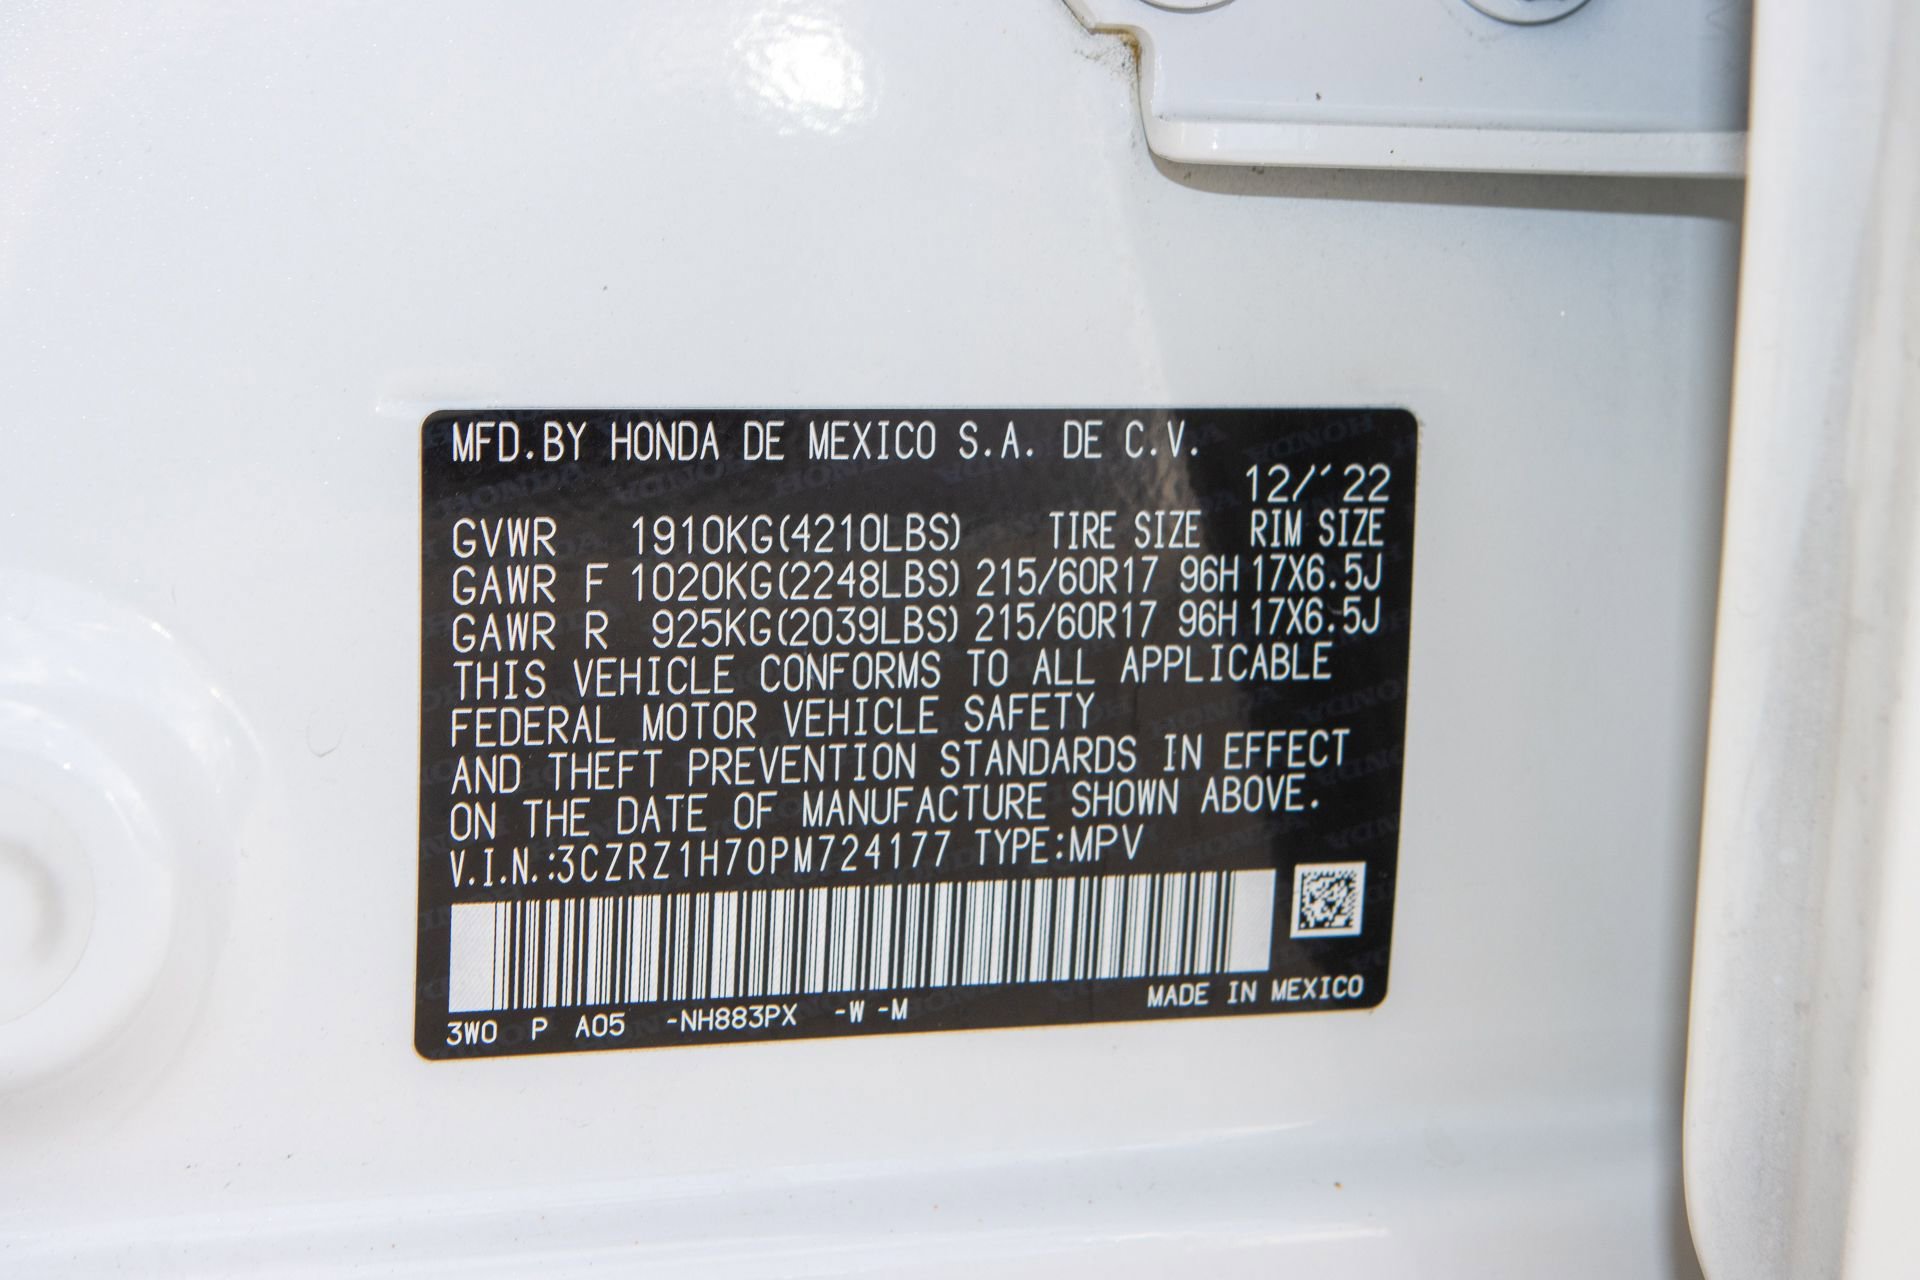 MFD.BY HONDA DE MEXICO S.A. DE C.V.
12/´22
GVWR 1910KG(4210LBS) TIRE SIZE RIM SIZE
GAWR F 1020KG(2248LBS) 215/60R17 96H 17X6.5J
GAWR R 925KG(2039LBS) 215/60R17 96H 17X6.5J
THIS VEHICLE CONFORMS TO ALL APPLICABLE
FEDERAL MOTOR VEHICLE SAFETY
AND THEFT PREVENTION STANDARDS IN EFFECT
ON THE DATE OF MANUFACTURE SHOWN ABOVE.
V.I.N.:3CZRZ1H70PM724177 TYPE:MPV
MADE IN MEXICO
3W0 P A05 -NH883PX -W -M